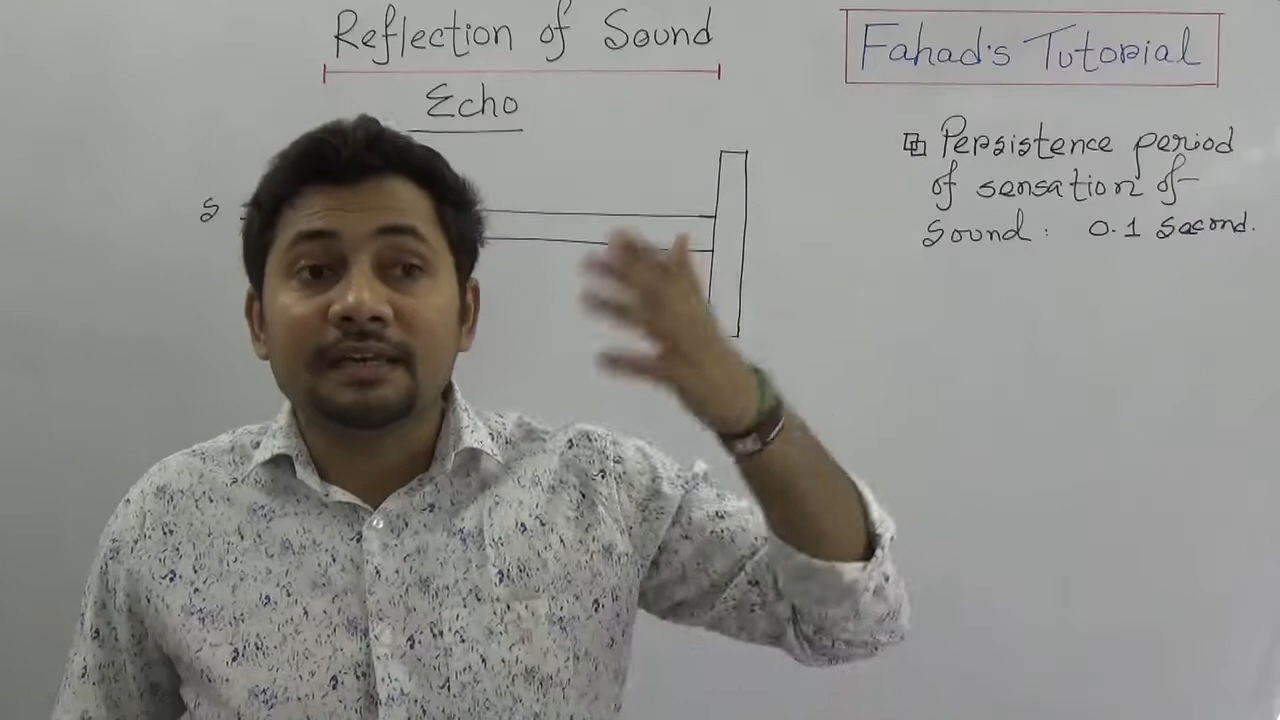 Reflection of Sound
Fahad's Tutorial
Echo
Persistence period
of sensation of
sound: 0.1 second.
S